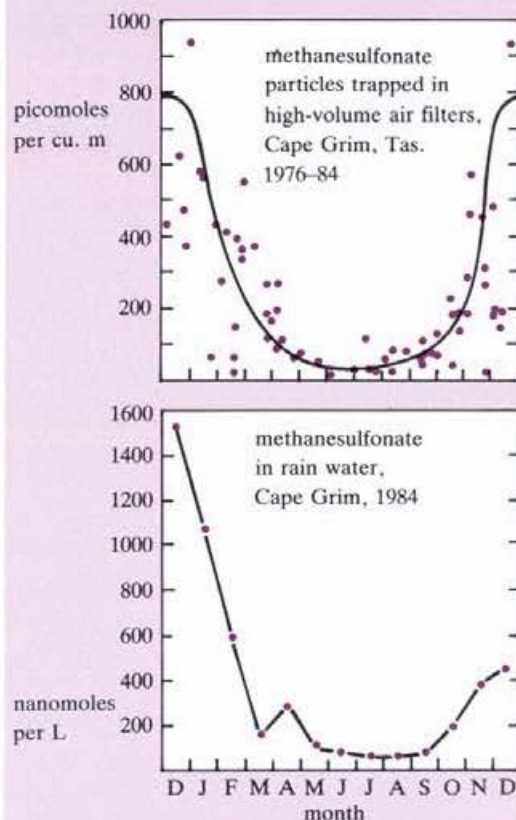 1000
800
600
400
200
picomoles
per cu. m
methanesulfonate
particles trapped in
high-volume air filters,
Cape Grim, Tas.
1976–84
1600
1400
1200
1000
800
600
400
200
nanomoles
per L
methanesulfonate
in rain water,
Cape Grim, 1984
D J F M A M J J A S O N D
month